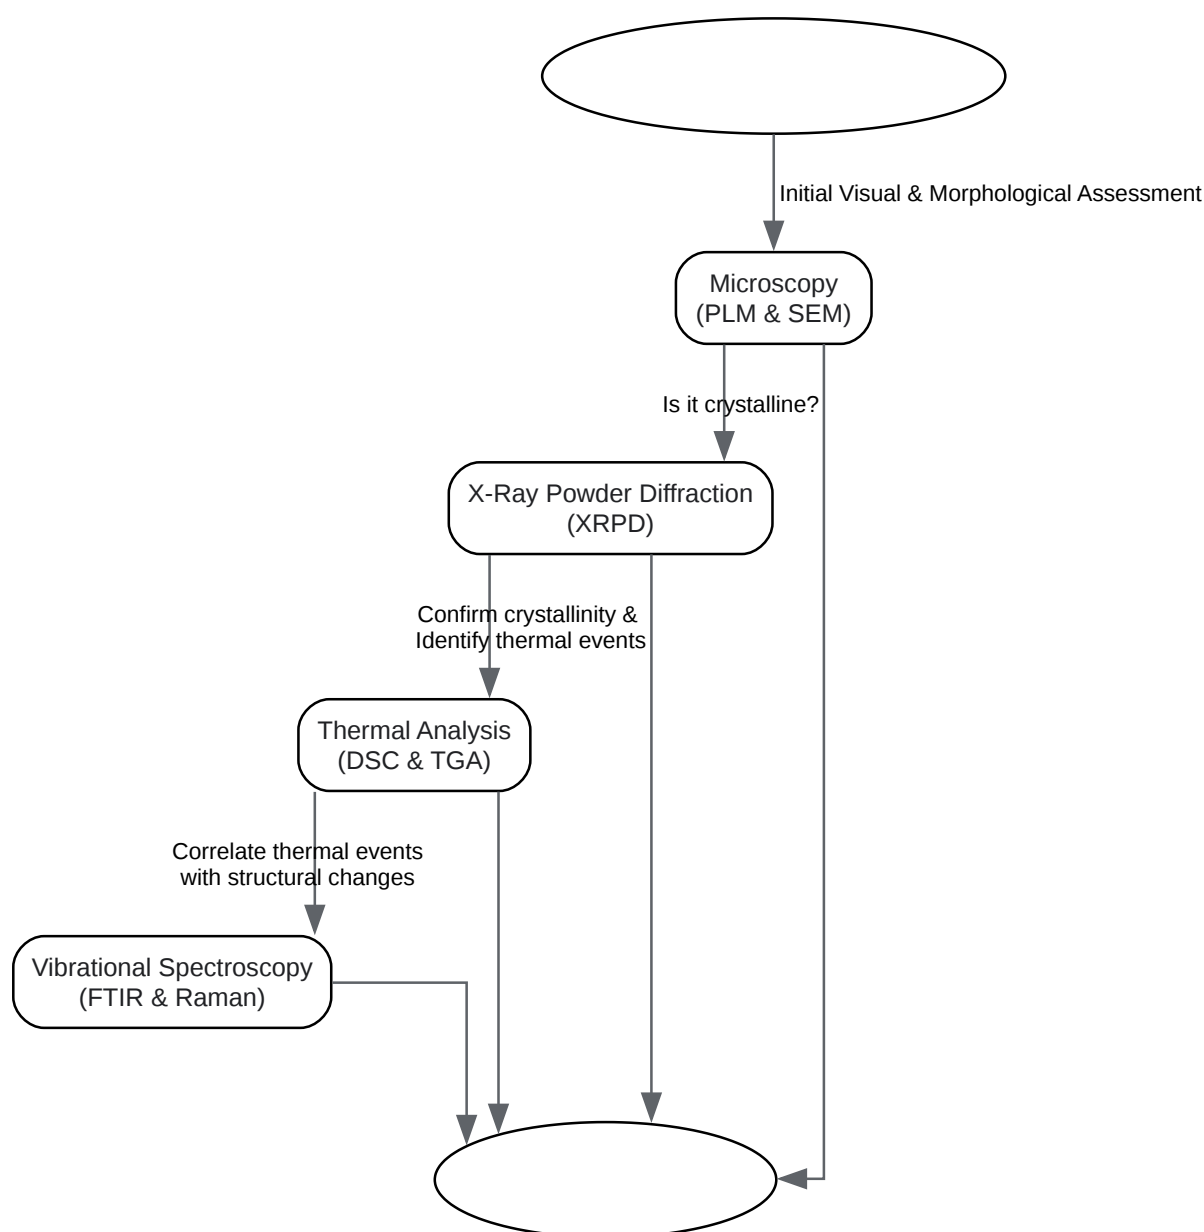 Initial Visual & Morphological Assessment
Microscopy
(PLM & SEM)
Is it crystalline?
X-Ray Powder Diffraction
(XRPD)
Confirm crystallinity &
Identify thermal events
Thermal Analysis
(DSC & TGA)
Correlate thermal events
with structural changes
Vibrational Spectroscopy
(FTIR & Raman)